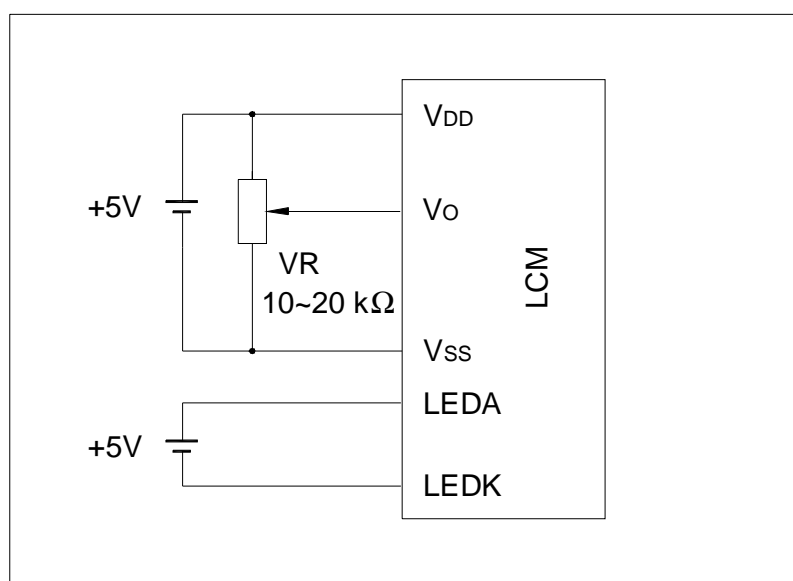 VDD
+5V
VO
VR
10~20 kΩ
LCM
VSS
LEDA
+5V
LEDK